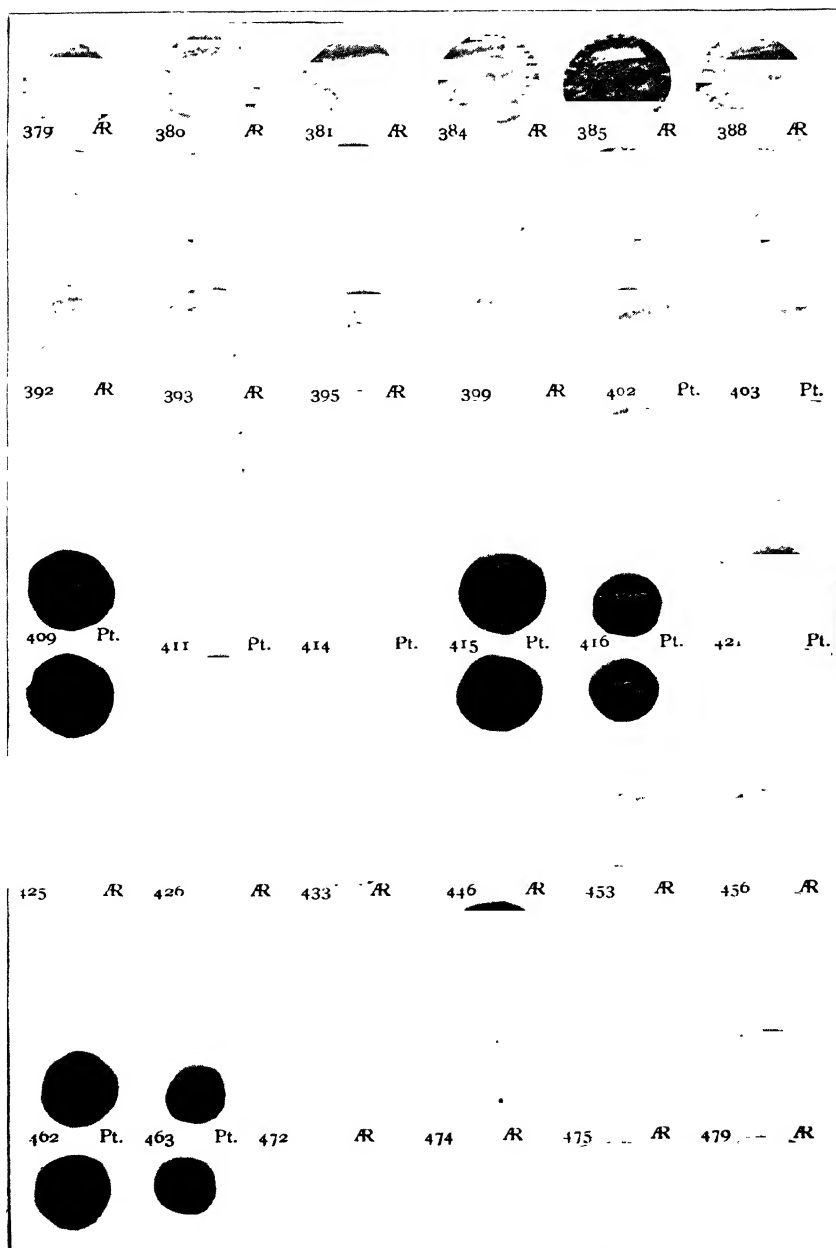 379 Æ 380 Æ 381 Æ 384 Æ 385 Æ 388 Æ
392 Æ 393 Æ 395 Æ 399 Æ 402 Pt. 403 Pt.
409 Pt. 411 Pt. 414 Pt. 415 Pt. 416 Pt. 421 Pt.
425 Æ 426 Æ 433 Æ 446 Æ 453 Æ 456 Æ
462 Pt. 463 Pt. 472 Æ 474 Æ 475 Æ 479 Æ